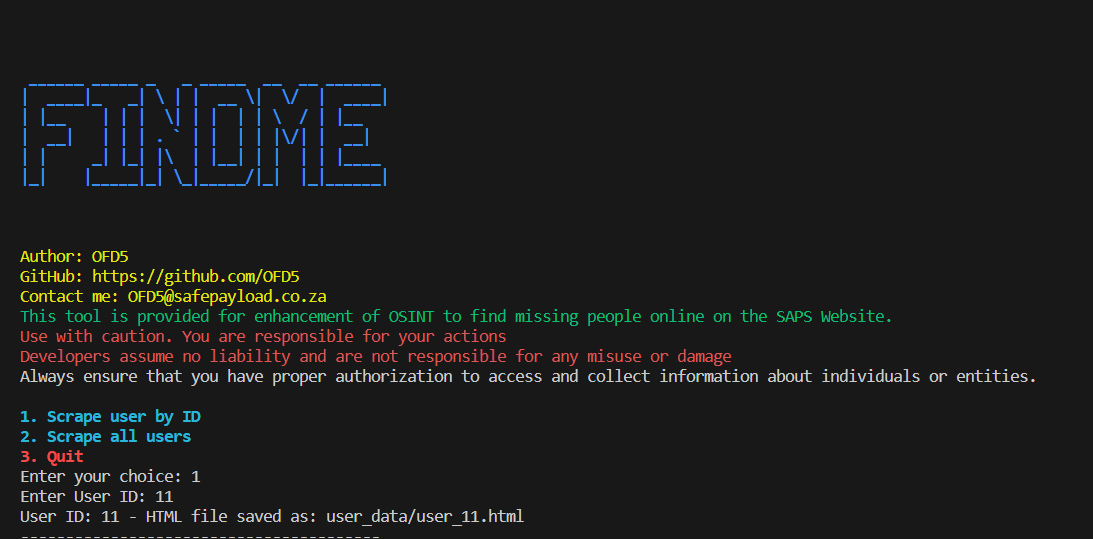 FINDME
Author: OFD5
GitHub: https://github.com/OFD5
Contact me: OFD5@safepayload.co.za
This tool is provided for enhancement of OSINT to find missing people online on the SAPS Website.
Use with caution. You are responsible for your actions
Developers assume no liability and are not responsible for any misuse or damage
Always ensure that you have proper authorization to access and collect information about individuals or entities.
1. Scrape user by ID
2. Scrape all users
3. Quit
Enter your choice: 1
Enter User ID: 11
User ID: 11 - HTML file saved as: user_data/user_11.html
----------------------------------------